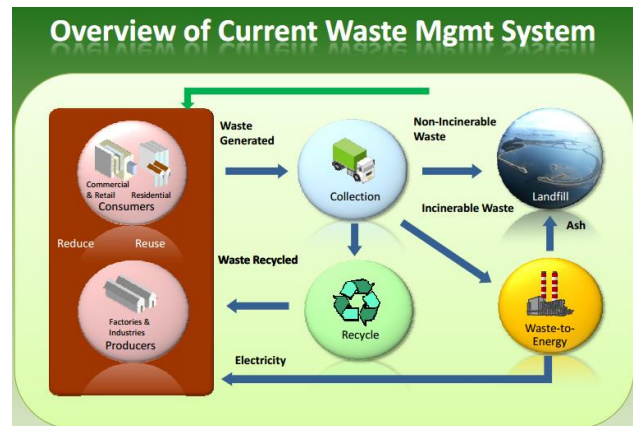 Overview of Current Waste Mgmt System
Waste
Generated
Non-Incinerable
Waste
Commercial
& Retail
Residential
Consumers
Collection
Landfill
Incinerable Waste
Ash
Reduce
Reuse
Waste Recycled
Factories &
Industries
Producers
Recycle
Waste-to-
Energy
Electricity